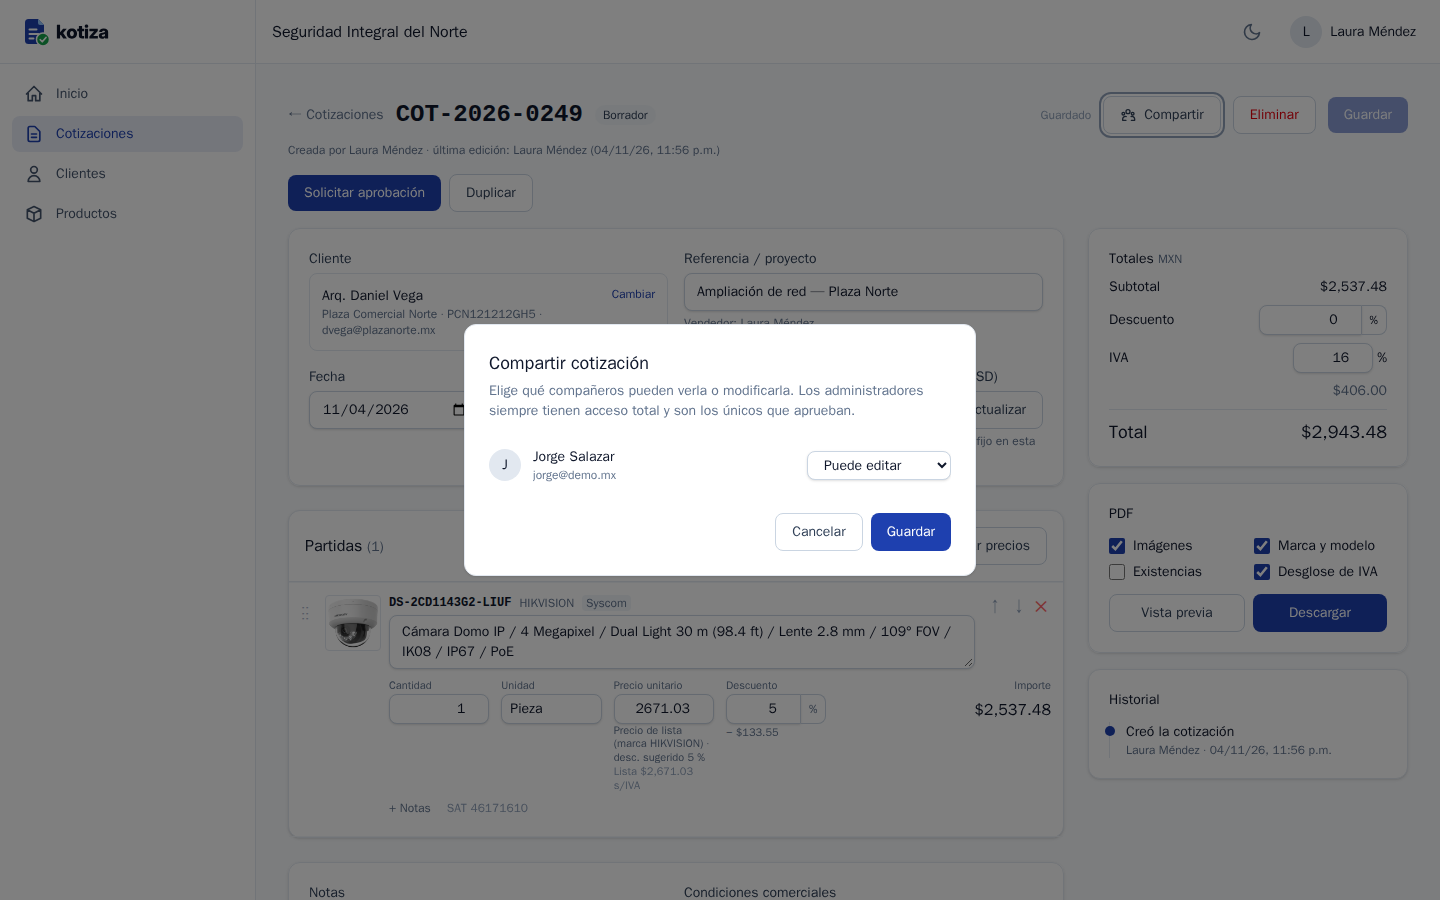 kotiza
Seguridad Integral del Norte
L
Laura Méndez
Inicio
Cotizaciones
Clientes
Productos
← Cotizaciones
COT-2026-0249
Borrador
Guardado
Compartir
Eliminar
Guardar
Creada por Laura Méndez · última edición: Laura Méndez (04/11/26, 11:56 p.m.)
Solicitar aprobación
Duplicar
Cliente
Arq. Daniel Vega
Cambiar
Plaza Comercial Norte · PCN121212GH5 ·
dvega@plazanorte.mx
Referencia / proyecto
Ampliación de red — Plaza Norte
Vendedor: Laura Méndez
Fecha
11/04/2026
SD)
ctualizar
fijo en esta
Compartir cotización
Elige qué compañeros pueden verla o modificarla. Los administradores
siempre tienen acceso total y son los únicos que aprueban.
J
Jorge Salazar
jorge@demo.mx
Puede editar
Cancelar
Guardar
Partidas (1)
r precios
DS-2CD1143G2-LIUF HIKVISION Syscom
↑ ↓
Cámara Domo IP / 4 Megapixel / Dual Light 30 m (98.4 ft) / Lente 2.8 mm / 109° FOV /
IK08 / IP67 / PoE
Cantidad
1
Unidad
Pieza
Precio unitario
2671.03
Precio de lista
(marca HIKVISION) ·
desc. sugerido 5 %
Lista $2,671.03
s/IVA
Descuento
5 %
− $133.55
Importe
$2,537.48
+ Notas
SAT 46171610
Notas
Condiciones comerciales
Totales MXN
Subtotal $2,537.48
Descuento 0 %
IVA 16 %
$406.00
Total $2,943.48
PDF
Imágenes
Marca y modelo
Existencias
Desglose de IVA
Vista previa
Descargar
Historial
Creó la cotización
Laura Méndez · 04/11/26, 11:56 p.m.